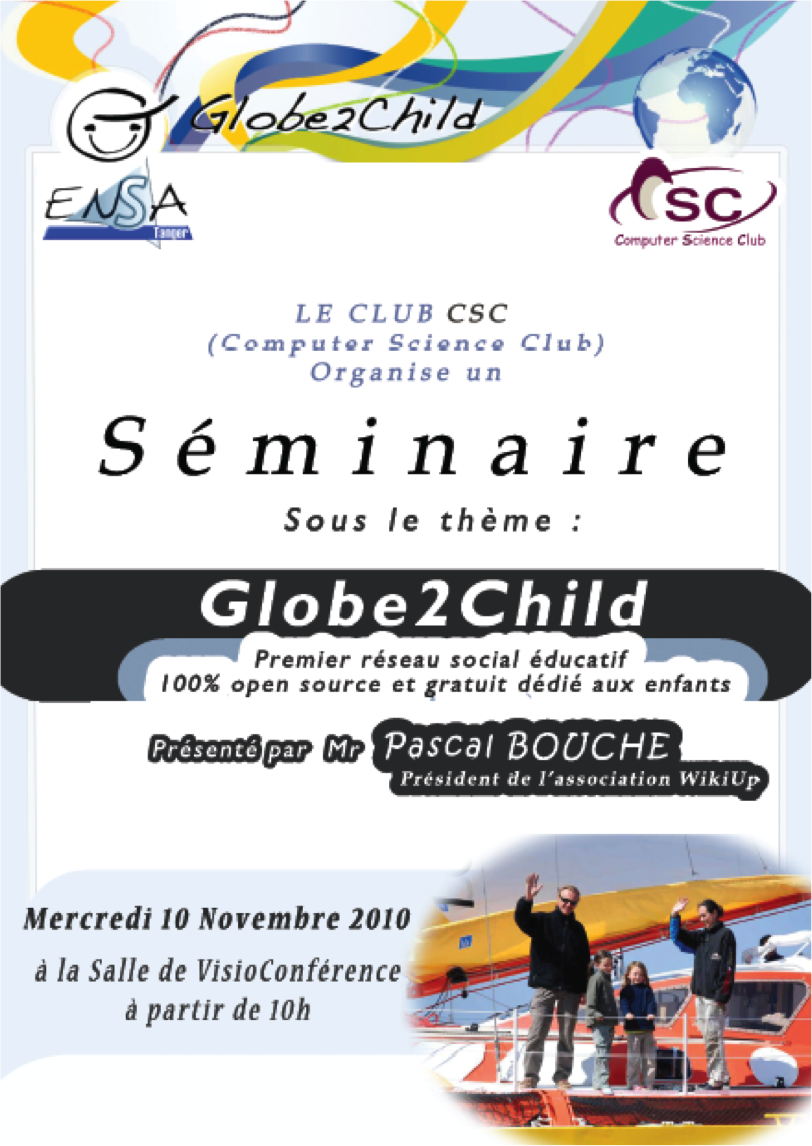 Globe2Child
ENSA
Tanger
CSC
Computer Science Club
LE CLUB CSC
(Computer Science Club)
Organise un
Séminaire
Sous le thème :
Globe2Child
Premier réseau social éducatif
100% open source et gratuit dédié aux enfants
Présenté par Mr Pascal BOUCHE
Président de l'association WikiUp
Mercredi 10 Novembre 2010
à la Salle de VisioConférence
à partir de 10h